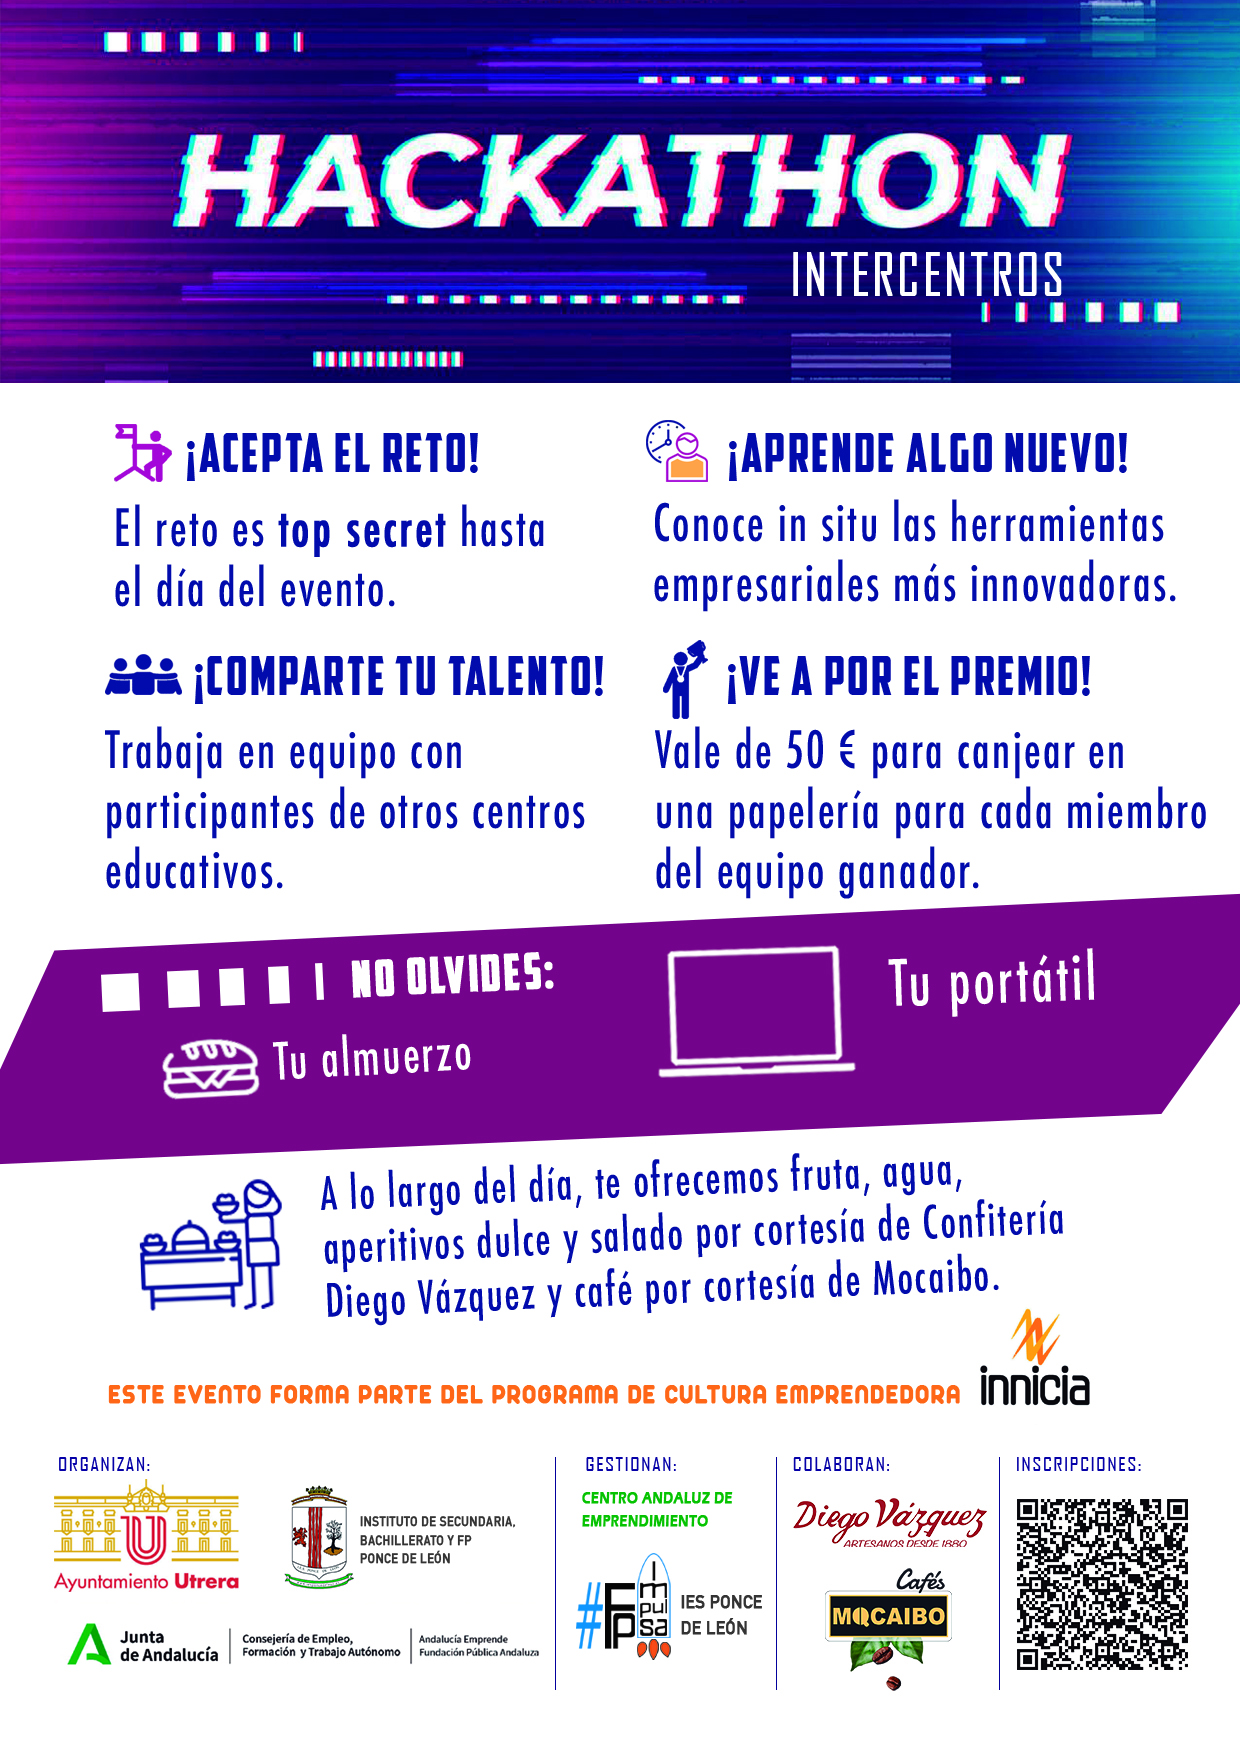 HACKATHON
INTERCENTROS
¡ACEPTA EL RETO!
El reto es top secret hasta
el día del evento.
¡APRENDE ALGO NUEVO!
Conoce in situ las herramientas
empresariales más innovadoras.
¡COMPARTE TU TALENTO!
Trabaja en equipo con
participantes de otros centros
educativos.
¡VE A POR EL PREMIO!
Vale de 50 € para canjear en
una papelería para cada miembro
del equipo ganador.
NO OLVIDES:
Tu almuerzo
Tu portátil
A lo largo del día, te ofrecemos fruta, agua,
aperitivos dulce y salado por cortesía de Confitería
Diego Vázquez y café por cortesía de Mocaibo.
ESTE EVENTO FORMA PARTE DEL PROGRAMA DE CULTURA EMPRENDEDORA
innicia
ORGANIZAN:
U
Ayuntamiento Utrera
INSTITUTO DE SECUNDARIA,
BACHILLERATO Y FP
PONCE DE LEÓN
Junta
de Andalucía
Consejería de Empleo,
Formación y Trabajo Autónomo
Andalucía Emprende
Fundación Pública Andaluza
GESTIONAN:
CENTRO ANDALUZ DE
EMPRENDIMIENTO
#FP
Impulsa
IES PONCE
DE LEÓN
COLABORAN:
Diego Vázquez
ARTESANOS DESDE 1880
Cafés
MOCAIBO
INSCRIPCIONES: